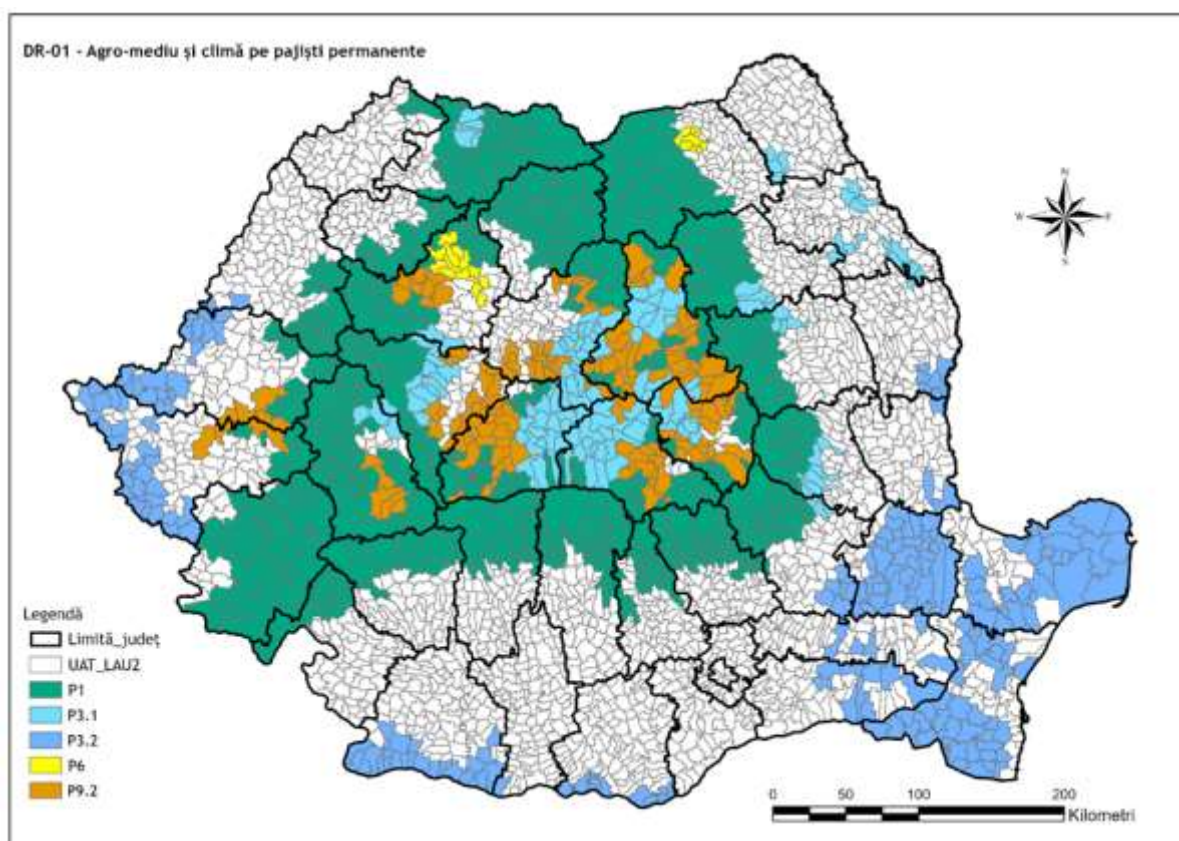 DR-01 - Agro-mediu și climă pe pajiști permanente
N
W
E
S
Legendă
Limită_județ
UAT_LAU2
P1
P3.1
P3.2
P6
P9.2
0 50 100 200
Kilometri